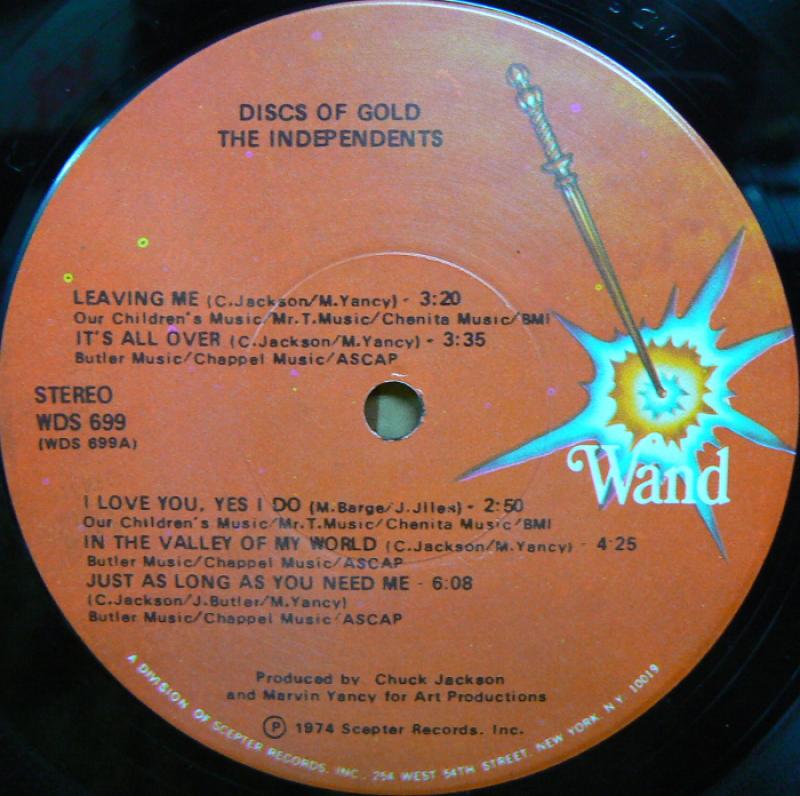 DISCS OF GOLD
THE INDEPENDENTS
LEAVING ME (C.Jackson/M.Yancy) - 3:20
Our Children's Music/Mr.T.Music/Chenita Music/BMI
IT'S ALL OVER (C.Jackson/M.Yancy) - 3:35
Butler Music/Chappel Music/ASCAP
STEREO
WDS 699
(WDS 699A)
Wand
I LOVE YOU, YES I DO (M.Barge/J.Jiles) - 2:50
Our Children's Music/Mr.T.Music/Chenita Music/BMI
IN THE VALLEY OF MY WORLD (C.Jackson/M.Yancy) - 4:25
Butler Music/Chappel Music/ASCAP
JUST AS LONG AS YOU NEED ME - 6:08
(C.Jackson/J.Butler/M.Yancy)
Butler Music/Chappel Music/ASCAP
Produced by Chuck Jackson
and Marvin Yancy for Art Productions
℗ 1974 Scepter Records. Inc.
A DIVISION OF SCEPTER RECORDS, INC., 254 WEST 54TH STREET, NEW YORK, N.Y. 10019